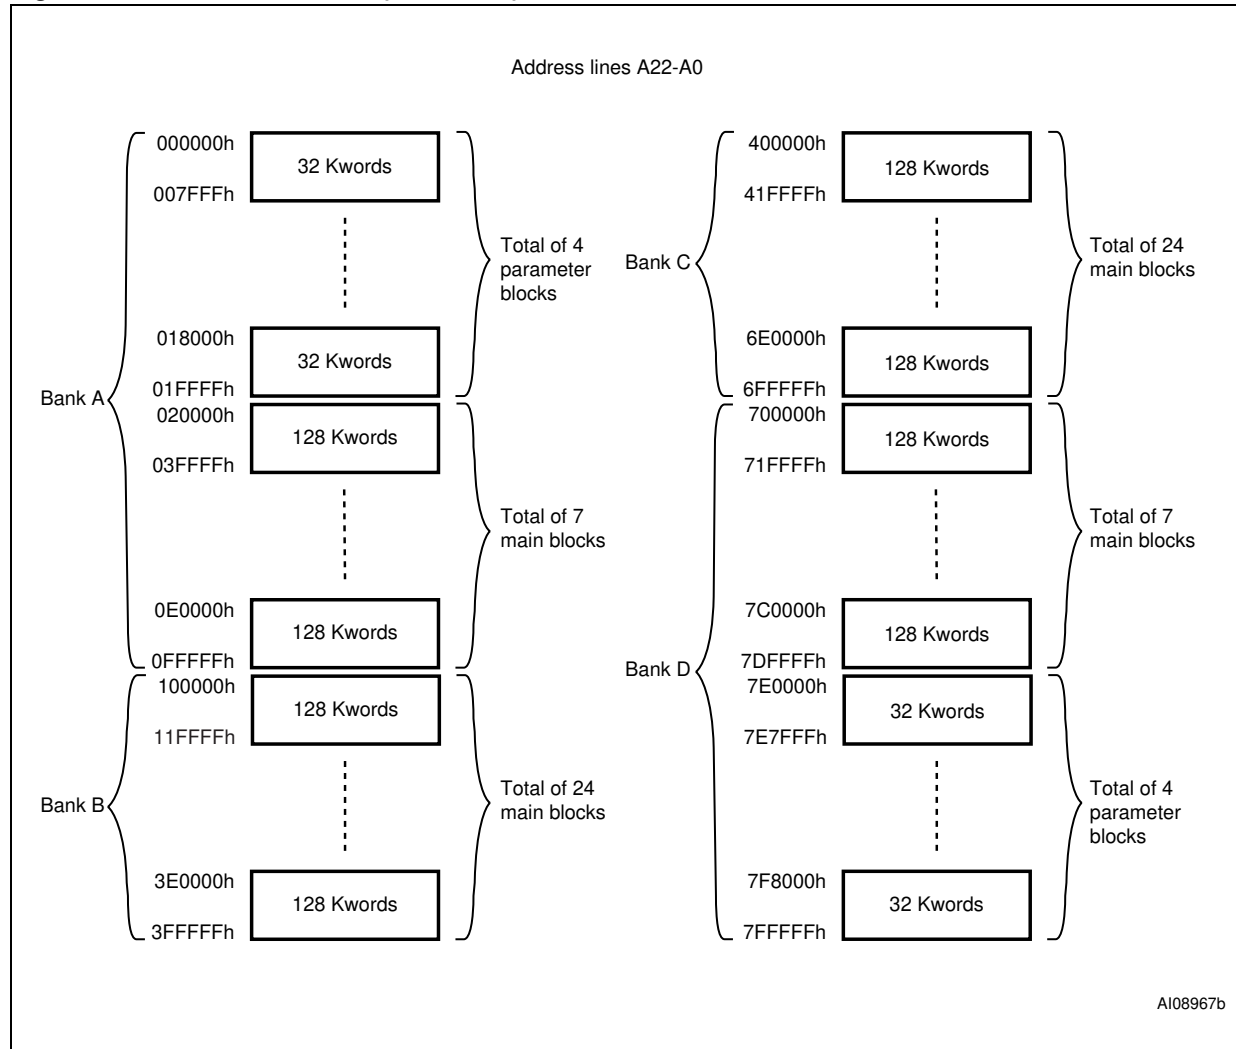 Address lines A22-A0
Bank A
000000h
32 Kwords
007FFFh
Total of 4
parameter
blocks
018000h
32 Kwords
01FFFFh
020000h
128 Kwords
03FFFFh
Total of 7
main blocks
0E0000h
128 Kwords
0FFFFFh
Bank B
100000h
128 Kwords
11FFFFh
Total of 24
main blocks
3E0000h
128 Kwords
3FFFFFh
Bank C
400000h
128 Kwords
41FFFFh
Total of 24
main blocks
6E0000h
128 Kwords
6FFFFFh
Bank D
700000h
128 Kwords
71FFFFh
Total of 7
main blocks
7C0000h
128 Kwords
7DFFFFh
7E0000h
32 Kwords
7E7FFFh
Total of 4
parameter
blocks
7F8000h
32 Kwords
7FFFFFh
AI08967b